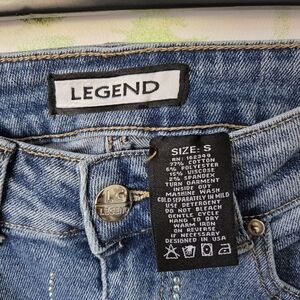 LEGEND
SIZE: S
RN: 162349
77% COTTON
6% POLYESTER
15% VISCOSE
2% SPANDEX
TURN GARMENT
INSIDE OUT
MASHINE WASH
COLD SEPARATELY IN MILD
USE DETERGENT
DO NOT BLEACH
GENTLE CYCLE
HANG TO DRY
WARM IRON
ON REVERSE
IF NECESSARY
DESIGNED IN USA
LEGEND